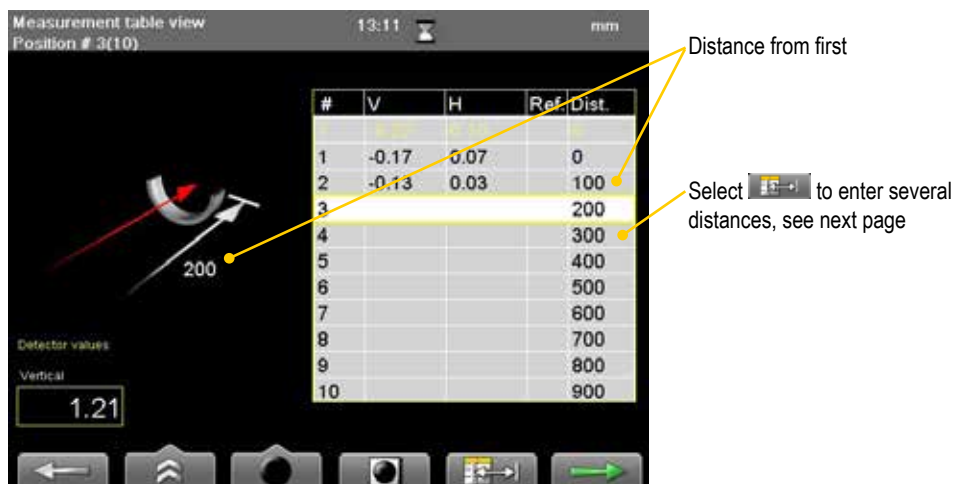 Measurement table view
Position # 3(10)
13:11
mm
Distance from first
# V H Ref. Dist.
1 -0.17 0.07 0
2 -0.13 0.03 100
3 200
4 300
5 400
6 500
7 600
8 700
9 800
10 900
200
Detector values
Vertical
1.21
Select to enter several
distances, see next page